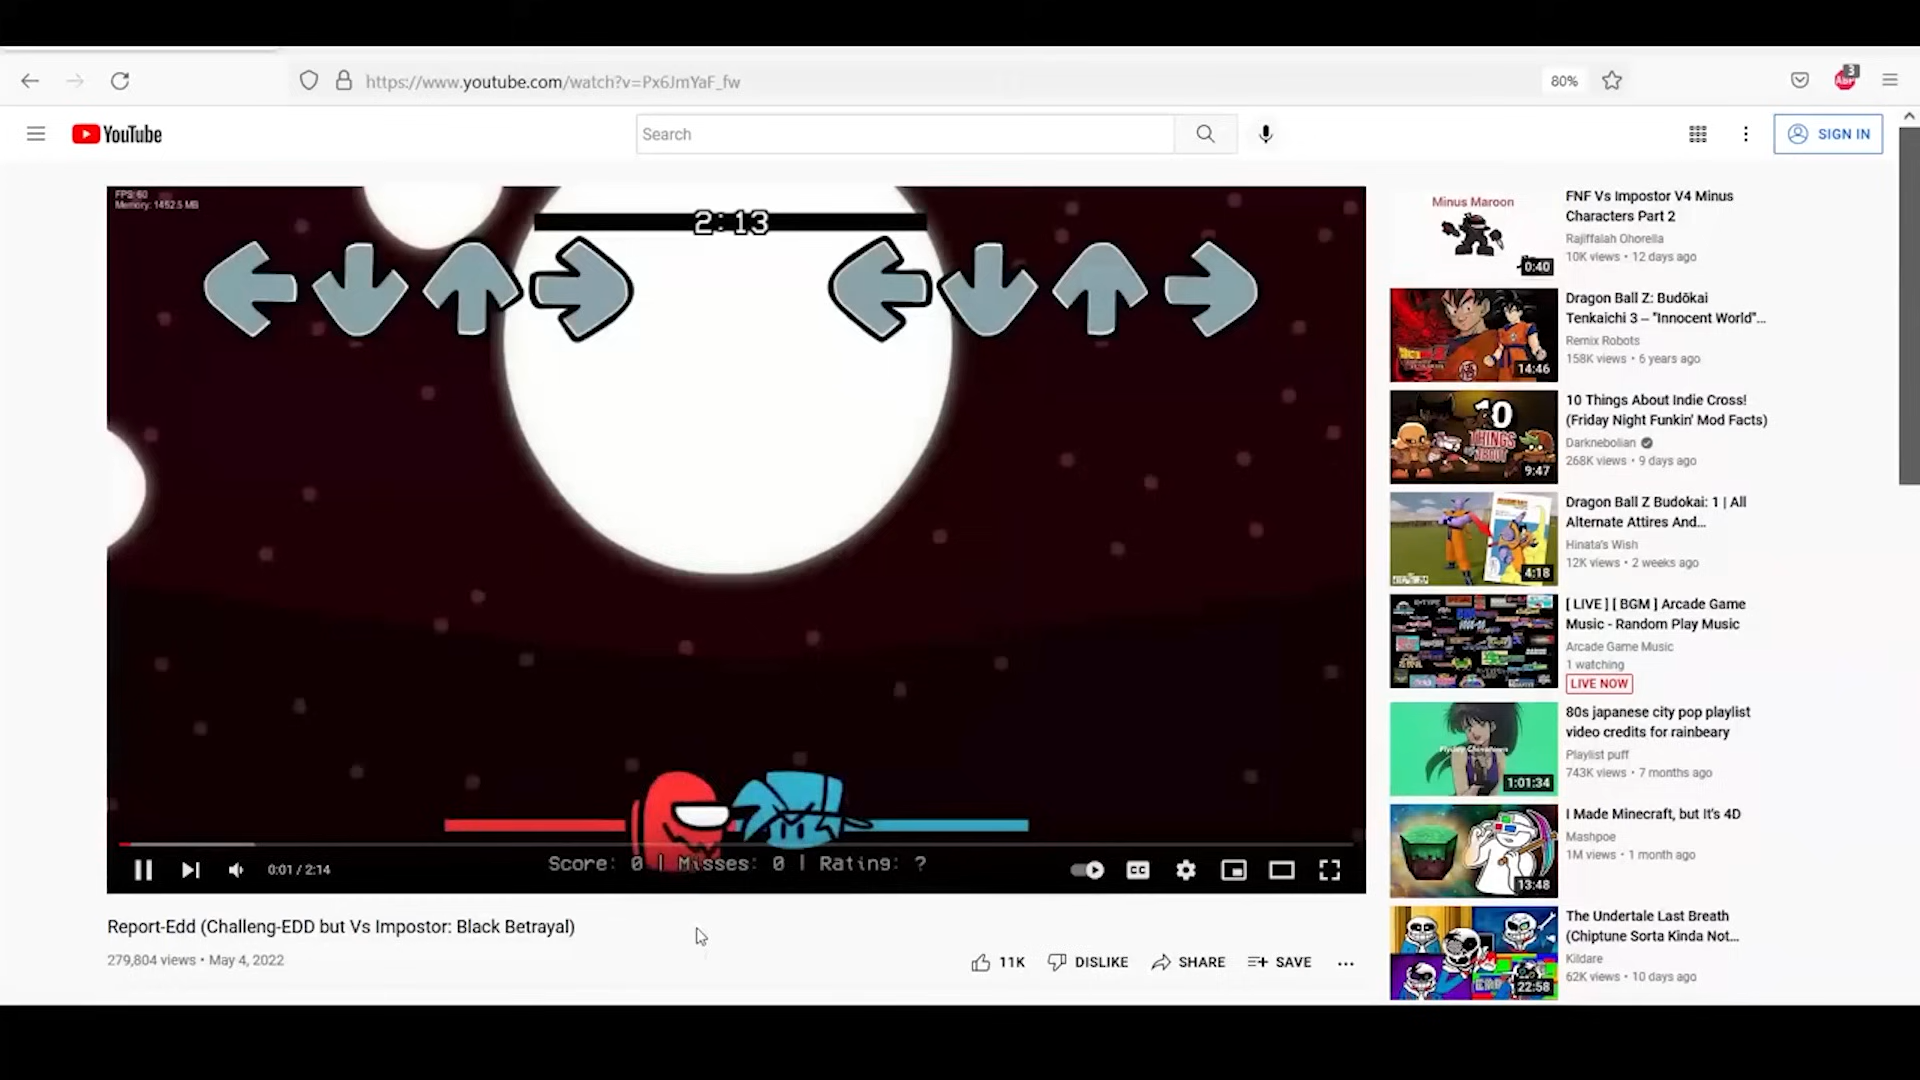 https://www.youtube.com/watch?v=Px6JmYaF_fw
80%
3
ABP
YouTube
Search
SIGN IN
FPS: 60
Memory: 1452.5 MB
2:13
Score: 0 | Misses: 0 | Rating: ?
0:01 / 2:14
CC
Report-Edd (Challeng-EDD but Vs Impostor: Black Betrayal)
279,804 views • May 4, 2022
11K
DISLIKE
SHARE
SAVE
Minus Maroon
0:40
FNF Vs Impostor V4 Minus
Characters Part 2
Rajiffalah Ohorella
10K views • 12 days ago
14:46
Dragon Ball Z: Budōkai
Tenkaichi 3 – "Innocent World"...
Remix Robots
158K views • 6 years ago
10
THINGS
ABOUT
9:47
10 Things About Indie Cross!
(Friday Night Funkin' Mod Facts)
Darknebolian
268K views • 9 days ago
4:18
Dragon Ball Z Budokai: 1 | All
Alternate Attires And...
Hinata's Wish
12K views • 2 weeks ago
[ LIVE ] [ BGM ] Arcade Game
Music - Random Play Music
Arcade Game Music
1 watching
LIVE NOW
1:01:34
80s japanese city pop playlist
video credits for rainbeary
Playlist puff
743K views • 7 months ago
13:48
I Made Minecraft, but It's 4D
Mashpoe
1M views • 1 month ago
22:58
The Undertale Last Breath
(Chiptune Sorta Kinda Not...
Kildare
62K views • 10 days ago